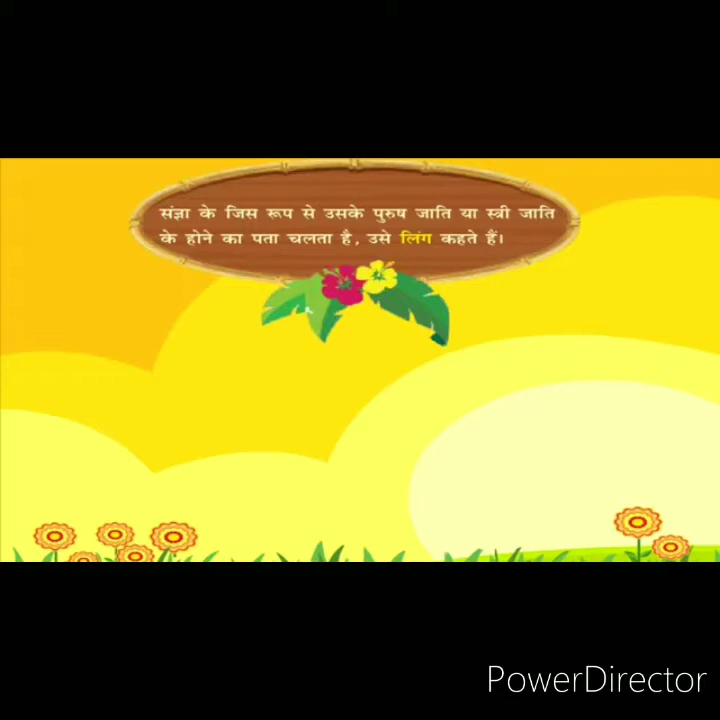 संज्ञा के जिस रूप से उसके पुरुष जाति या स्त्री जाति
के होने का पता चलता है, उसे लिंग कहते हैं।
PowerDirector